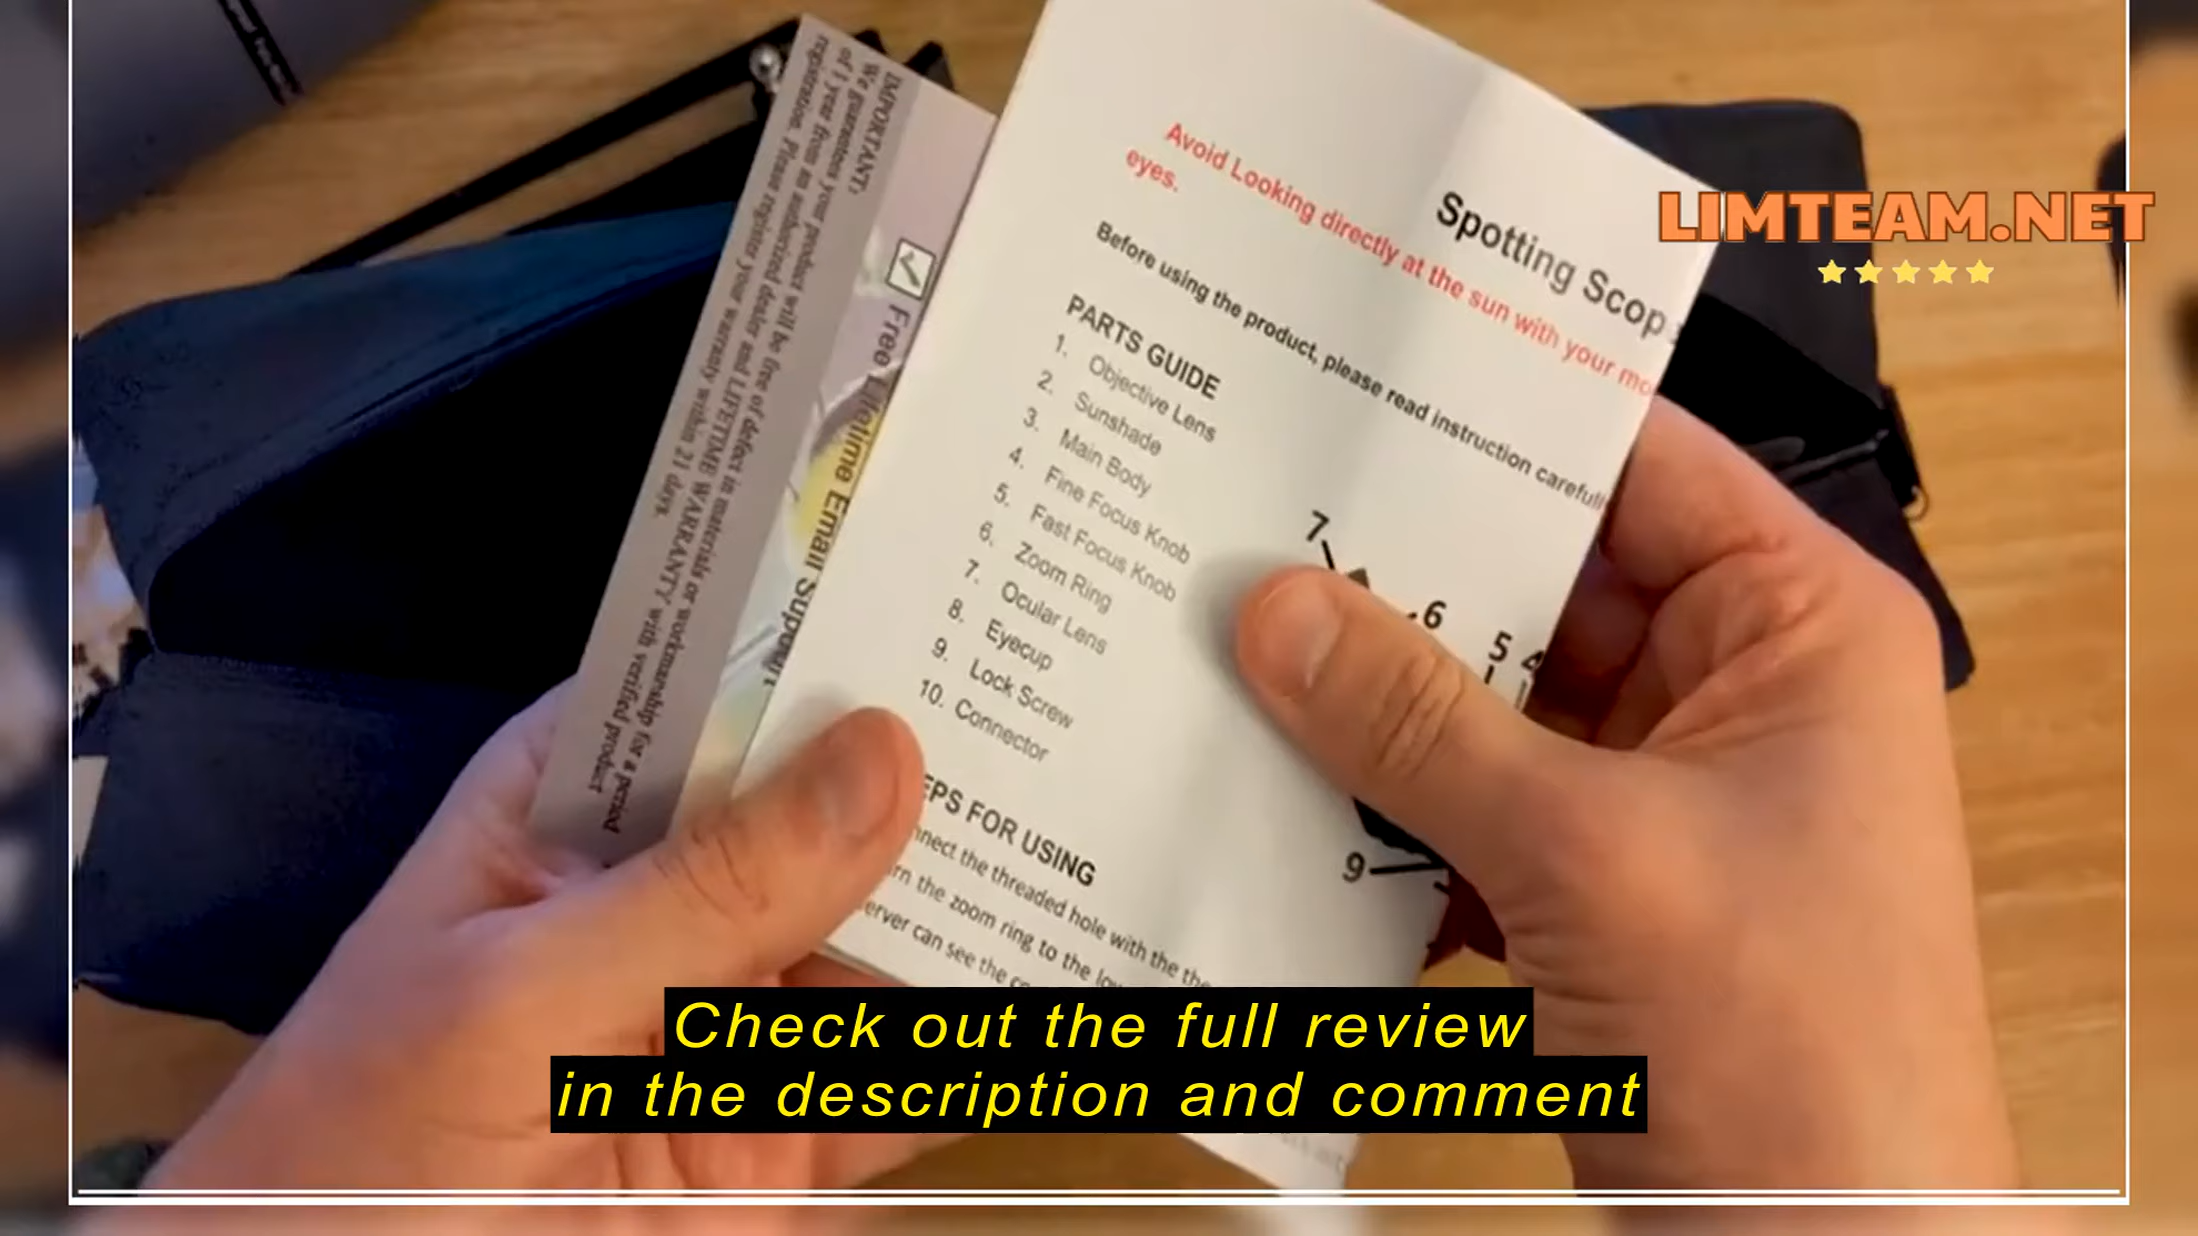 IMPORTANT:
We guarantees your product will be free of defect in materials or workmanship for a period
of 1 year from an authorized dealer and LIFETIME WARRANTY with verified product
registration. Please register your warranty within 21 days.
Free Lifetime Email Support
Spotting Scop
Avoid Looking directly at the sun with your
eyes.
Before using the product, please read instruction
PARTS GUIDE
1. Objective Lens
2. Sunshade
3. Main Body
4. Fine Focus Knob
5. Fast Focus Knob
6. Zoom Ring
7. Ocular Lens
8. Eyecup
9. Lock Screw
10. Connector
7
6
5 4
9
EPS FOR USING
nnect the threaded hole with the
rn the zoom ring to the
erver can see the
LIMTEAM.NET
Check out the full review
in the description and comment